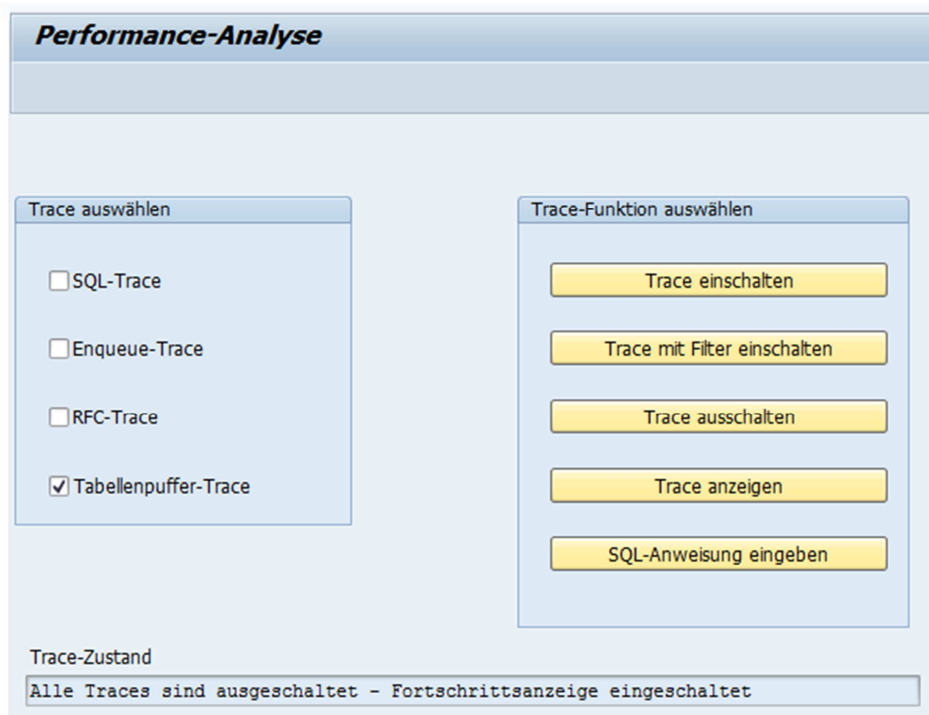 Performance-Analyse
Trace auswählen
SQL-Trace
Enqueue-Trace
RFC-Trace
Tabellenpuffer-Trace
Trace-Funktion auswählen
Trace einschalten
Trace mit Filter einschalten
Trace ausschalten
Trace anzeigen
SQL-Anweisung eingeben
Trace-Zustand
Alle Traces sind ausgeschaltet - Fortschrittsanzeige eingeschaltet